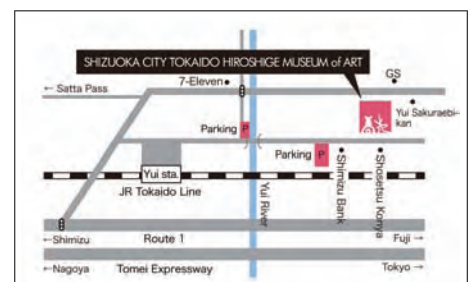 SHIZUOKA CITY TOKAIDO HIROSHIGE MUSEUM of ART
7-Eleven
GS
← Satta Pass
Yui Sakuraebi-
kan
Parking P
Parking P
Yui sta.
JR Tokaido Line
Yui River
Shimizu Bank
Shosetsu Konya
←Shimizu
Route 1
Fuji →
←Nagoya
Tomei Expressway
Tokyo→